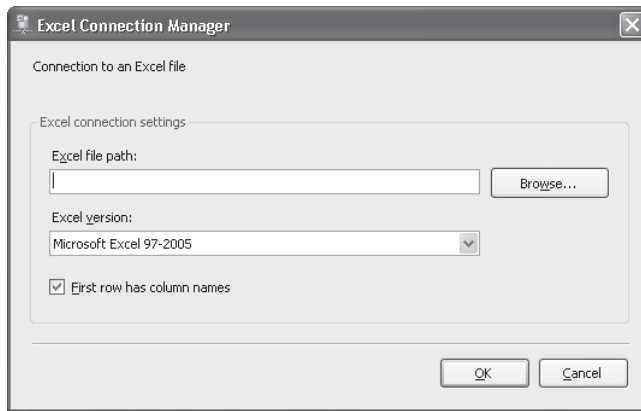 Excel Connection Manager
Connection to an Excel file
Excel connection settings
Excel file path:
Browse...
Excel version:
Microsoft Excel 97-2005
First row has column names
OK
Cancel